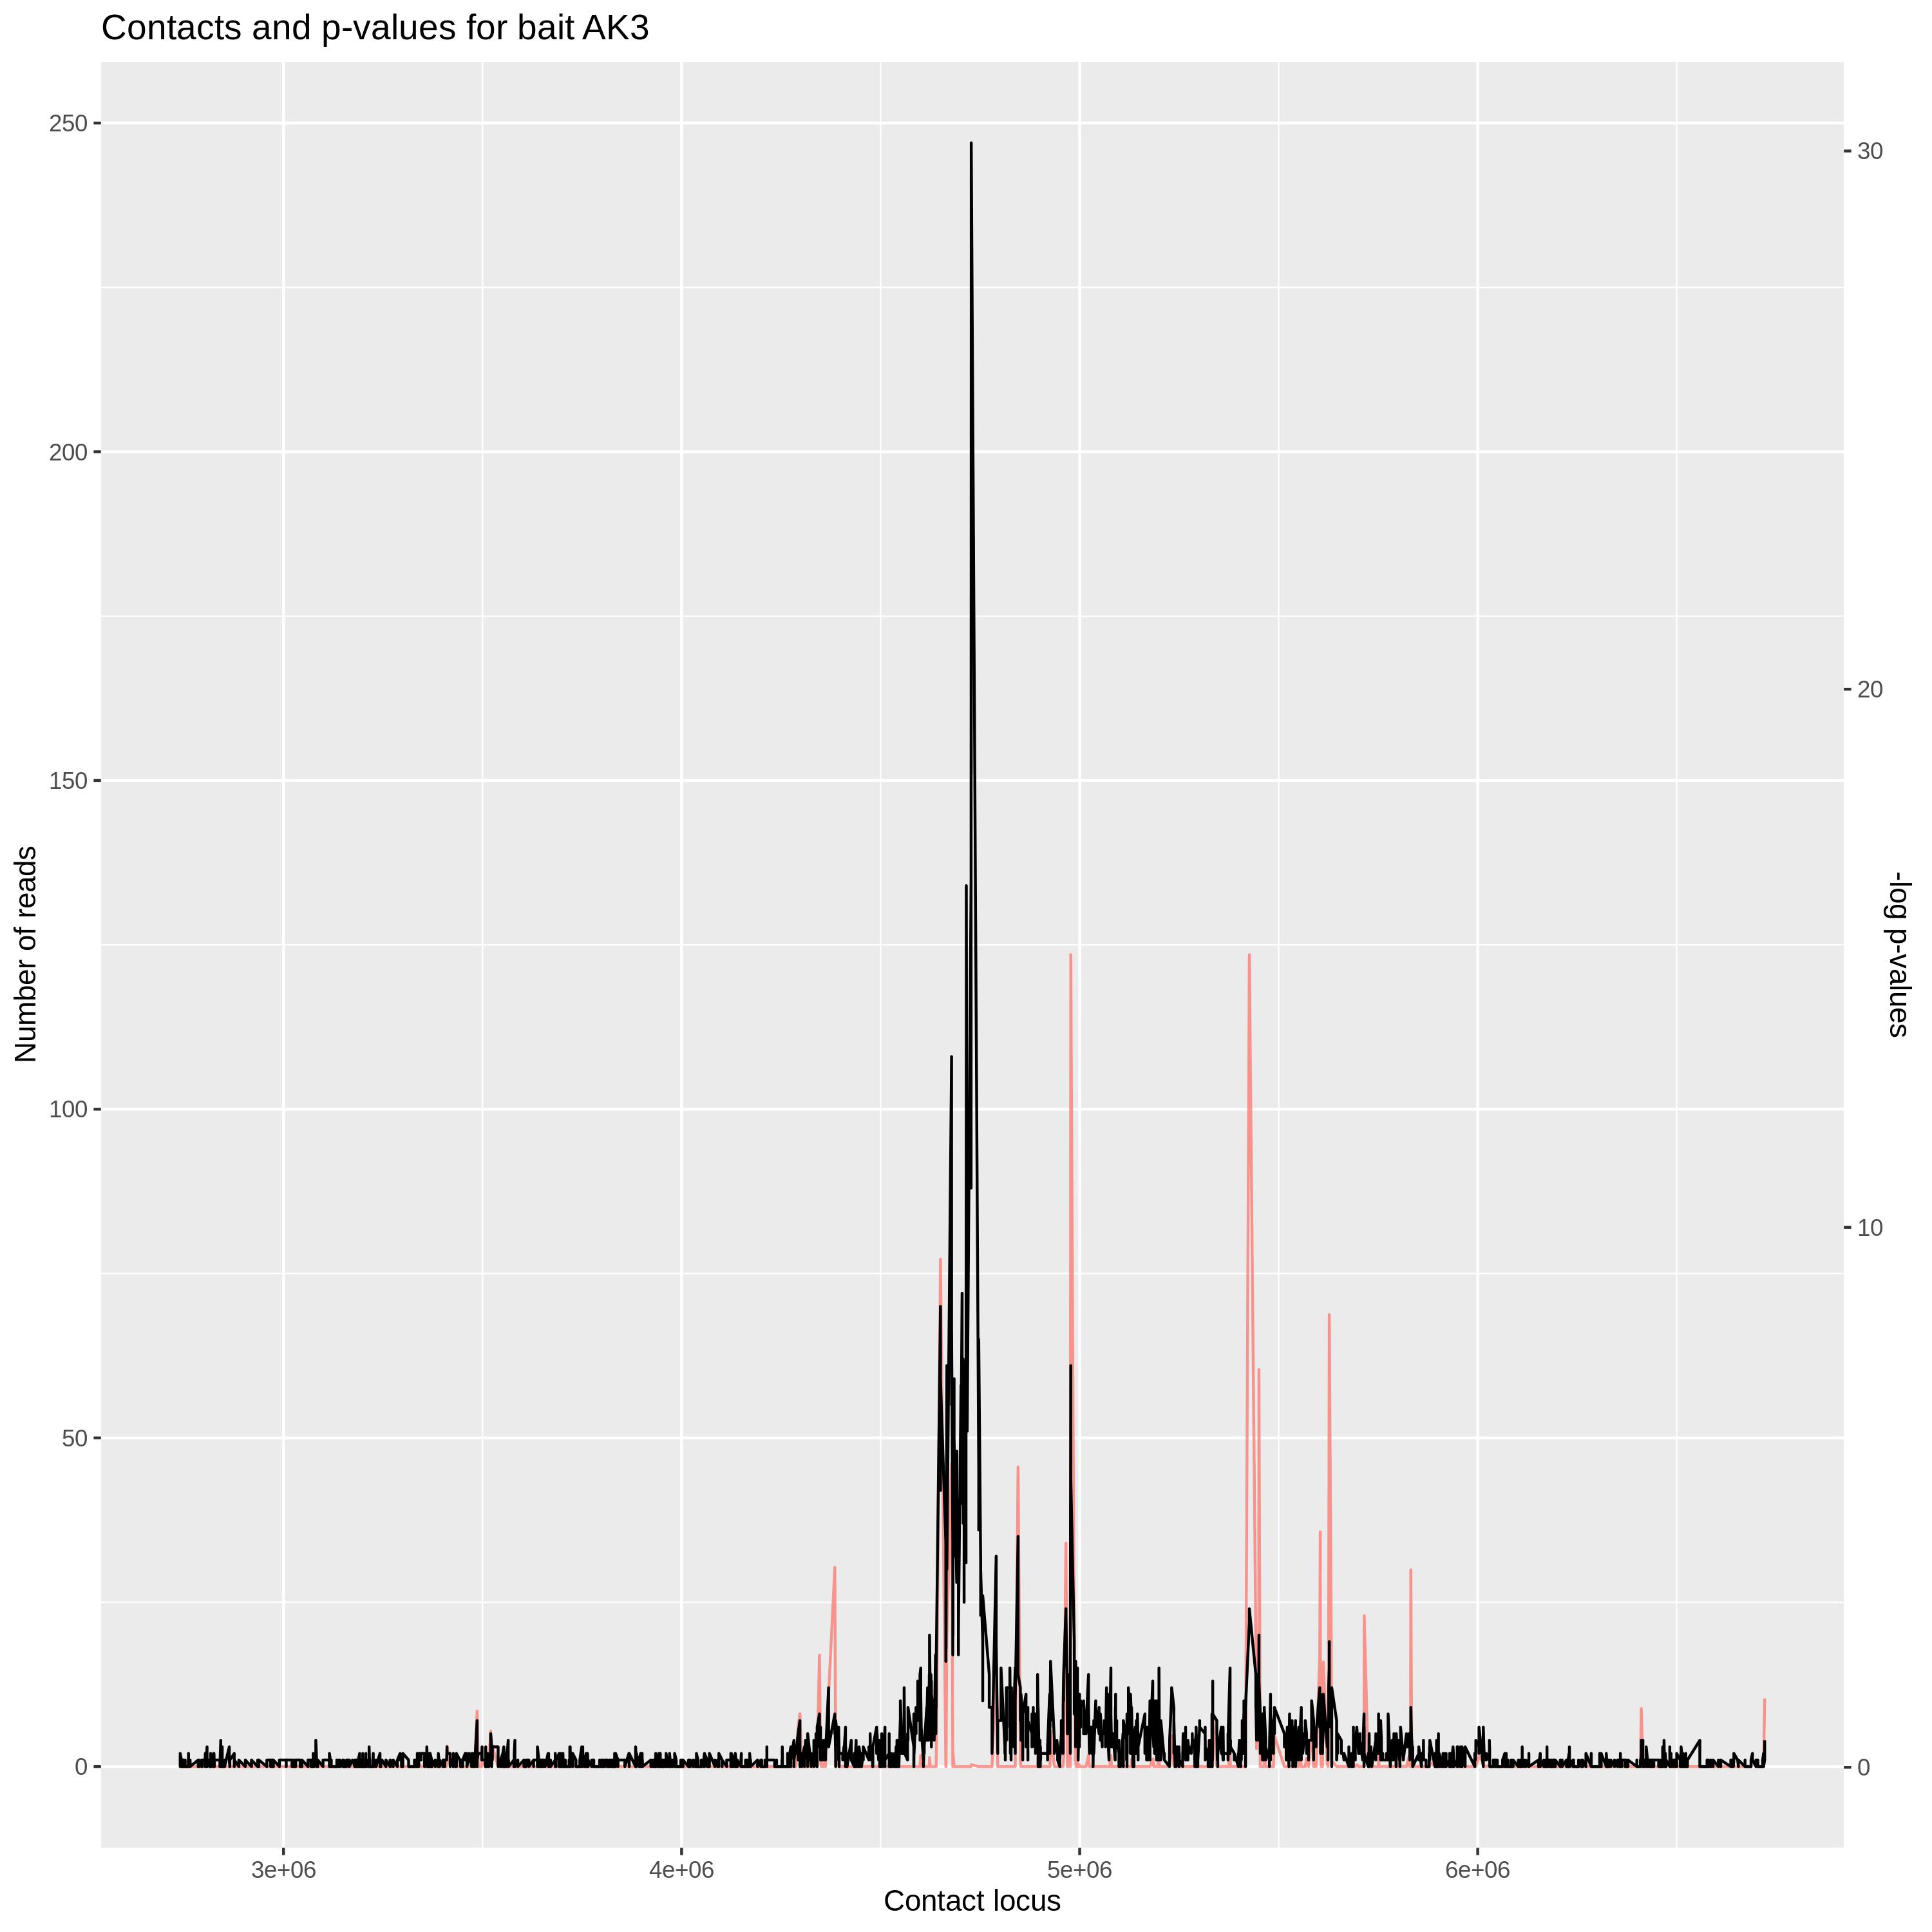 Contacts and p-values for bait AK3
250
200
150
100
50
0
Number of reads
30
20
10
0
-log p-values
3e+06
4e+06
5e+06
6e+06
Contact locus